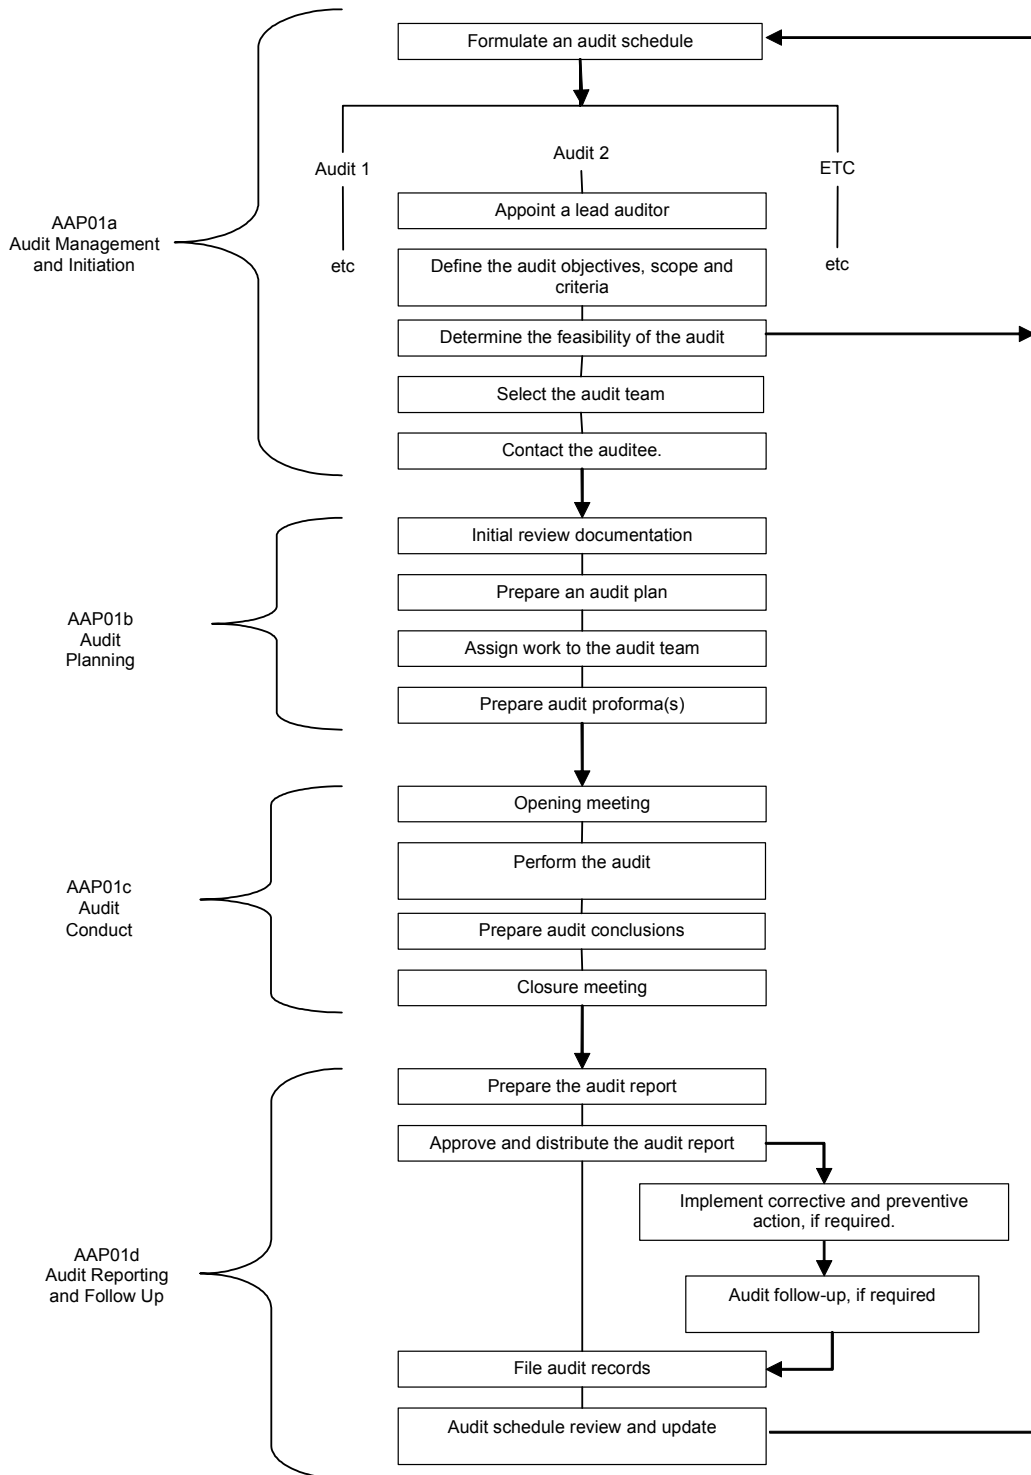 Formulate an audit schedule
Audit 1
Audit 2
ETC
Appoint a lead auditor
AAP01a
Audit Management
and Initiation
etc
Define the audit objectives, scope and
criteria
etc
Determine the feasibility of the audit
Select the audit team
Contact the auditee.
Initial review documentation
Prepare an audit plan
AAP01b
Audit
Planning
Assign work to the audit team
Prepare audit proforma(s)
Opening meeting
Perform the audit
AAP01c
Audit
Conduct
Prepare audit conclusions
Closure meeting
Prepare the audit report
Approve and distribute the audit report
Implement corrective and preventive
action, if required.
AAP01d
Audit Reporting
and Follow Up
Audit follow-up, if required
File audit records
Audit schedule review and update